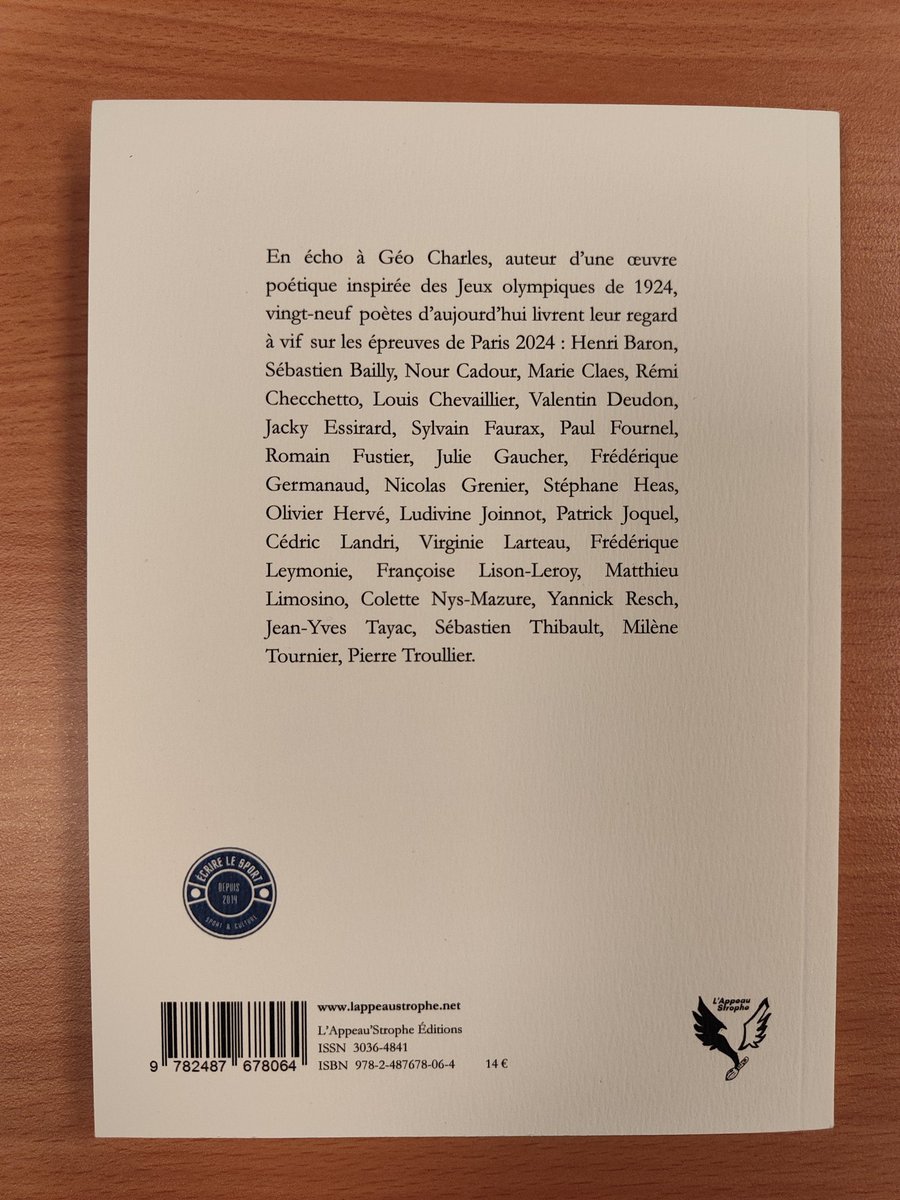 En écho à Géo Charles, auteur d’une œuvre
poétique inspirée des Jeux olympiques de 1924,
vingt-neuf poètes d’aujourd’hui livrent leur regard
à vif sur les épreuves de Paris 2024 : Henri Baron,
Sébastien Bailly, Nour Cadour, Marie Claes, Rémi
Checchetto, Louis Chevaillier, Valentin Deudon,
Jacky Essirard, Sylvain Faurax, Paul Fournel,
Romain Fustier, Julie Gaucher, Frédérique
Germanaud, Nicolas Grenier, Stéphane Heas,
Olivier Hervé, Ludivine Joinnot, Patrick Joquel,
Cédric Landri, Virginie Larteau, Frédérique
Leymonie, Françoise Lison-Leroy, Matthieu
Limosino, Colette Nys-Mazure, Yannick Resch,
Jean-Yves Tayac, Sébastien Thibault, Milène
Tournier, Pierre Troullier.
ÉCRIRE LE SPORT
DEPUIS
2014
SPORT & CULTURE
www.lappeaustrophe.net
L’Appeau’Strophe Éditions
ISSN 3036-4841
ISBN 978-2-487678-06-4 14 €
9 782487 678064
L'Appeau
Strophe